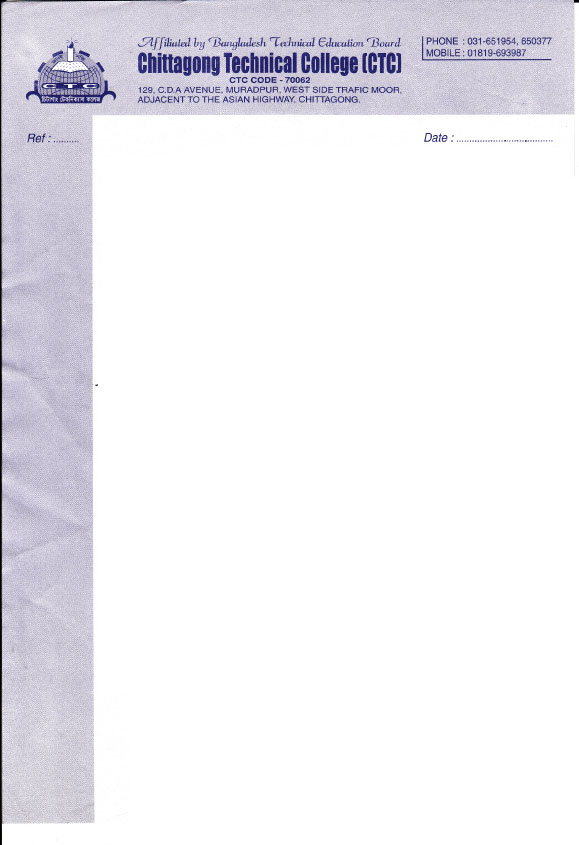 Affiliated by Bangladesh Technical Education Board
Chittagong Technical College (CTC)
CTC CODE - 70062
129, C.D.A AVENUE, MURADPUR, WEST SIDE TRAFIC MOOR,
ADJACENT TO THE ASIAN HIGHWAY, CHITTAGONG.
PHONE : 031-651954, 650377
MOBILE : 01819-693987
C T C
চিটাগাং টেকনিক্যাল কলেজ
Ref : .........
Date : ..................................